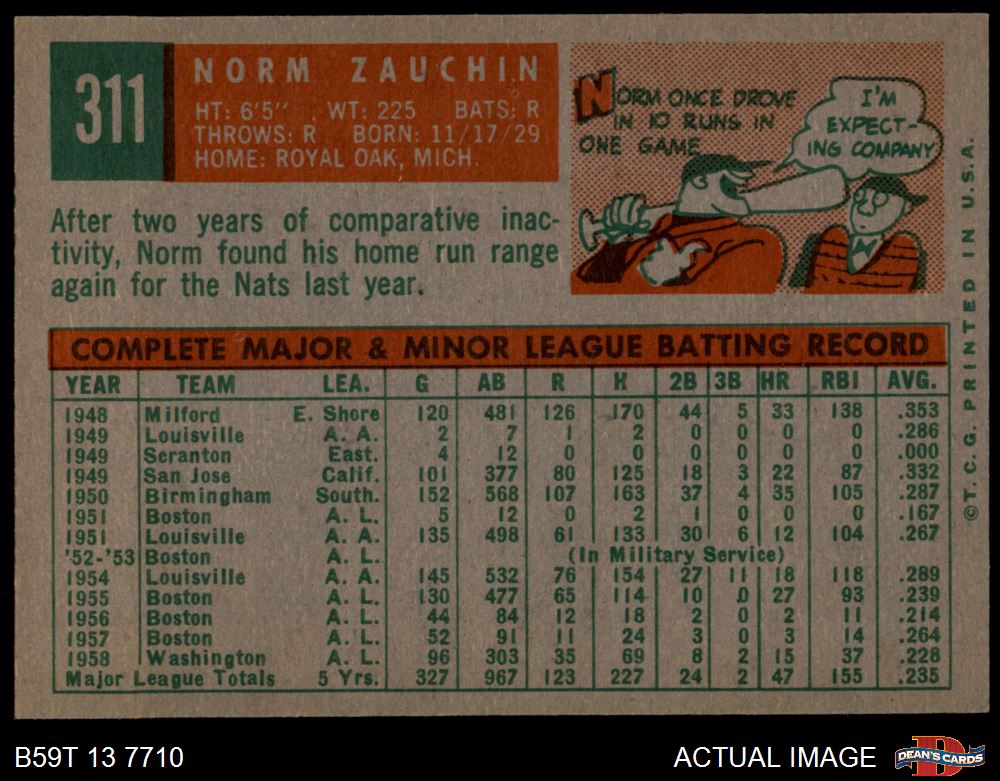 311
NORM ZAUCHIN
HT: 6'5" WT: 225 BATS: R
THROWS: R BORN: 11/17/29
HOME: ROYAL OAK, MICH.
NORM ONCE DROVE
IN 10 RUNS IN
ONE GAME
I'M
EXPECT-
ING COMPANY
After two years of comparative inac-
tivity, Norm found his home run range
again for the Nats last year.
COMPLETE MAJOR & MINOR LEAGUE BATTING RECORD
YEAR TEAM LEA. G AB R H 2B 3B HR RBI AVG.
1948 Milford E. Shore 120 481 126 170 44 5 33 138 .353
1949 Louisville A. A. 2 7 1 2 0 0 0 0 .286
1949 Scranton East. 4 12 0 0 0 0 0 0 .000
1949 San Jose Calif. 101 377 80 125 18 3 22 87 .332
1950 Birmingham South. 152 568 107 163 37 4 35 105 .287
1951 Boston A. L. 5 12 0 2 1 0 0 0 .167
1951 Louisville A. A. 135 498 61 133 30 6 12 104 .267
'52-'53 Boston A. L. (In Military Service)
1954 Louisville A. A. 145 532 76 154 27 11 18 118 .289
1955 Boston A. L. 130 477 65 114 10 0 27 93 .239
1956 Boston A. L. 44 84 12 18 2 0 2 11 .214
1957 Boston A. L. 52 91 11 24 3 0 3 14 .264
1958 Washington A. L. 96 303 35 69 8 2 15 37 .228
Major League Totals 5 Yrs. 327 967 123 227 24 2 47 155 .235
©T. C. G. PRINTED IN U.S.A.
B59T 13 7710
ACTUAL IMAGE
D
DEAN'S CARDS